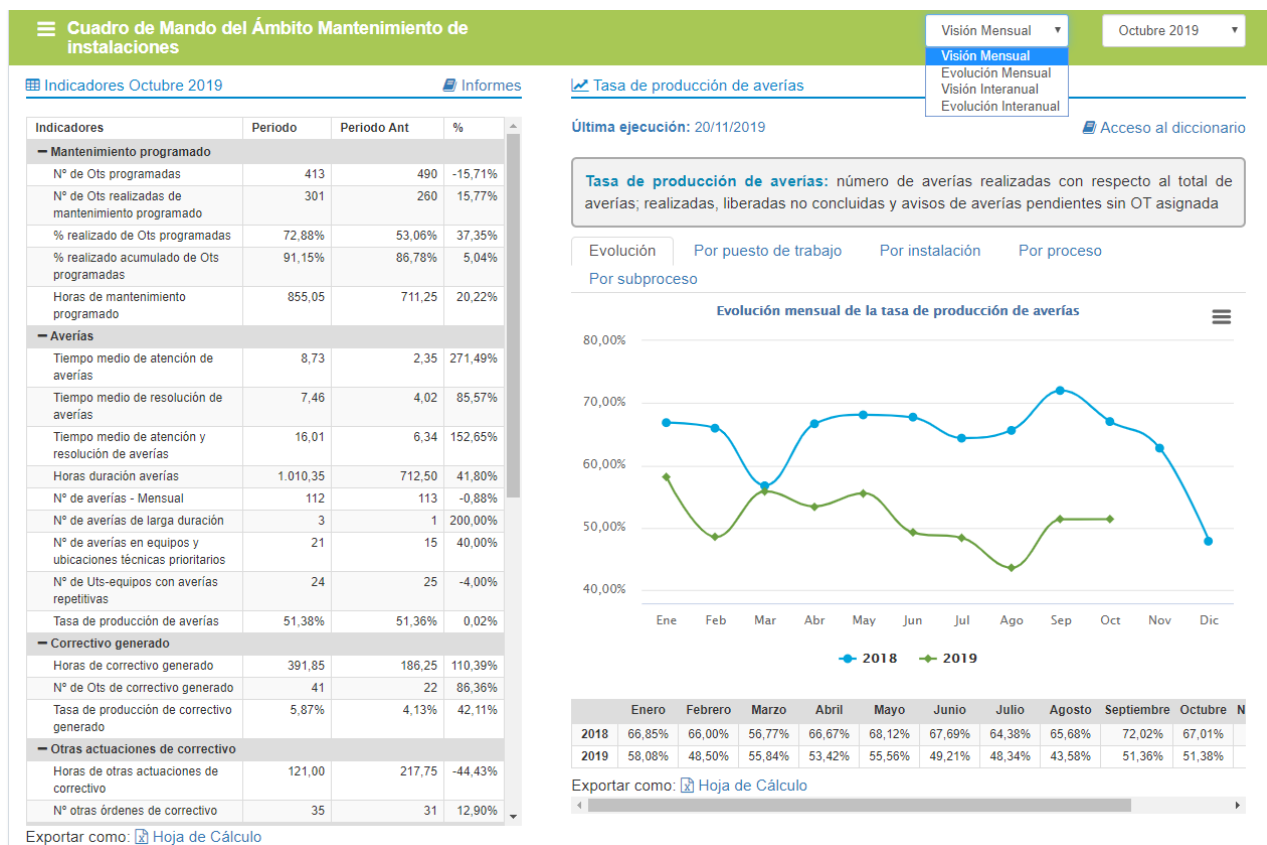 Cuadro de Mando del Ámbito Mantenimiento de
instalaciones
Visión Mensual
Octubre 2019
Visión Mensual
Evolución Mensual
Visión Interanual
Evolución Interanual
Indicadores Octubre 2019
Informes
Indicadores Periodo Periodo Ant %
Mantenimiento programado
Nº de Ots programadas 413 490 -15,71%
Nº de Ots realizadas de
mantenimiento programado 301 260 15,77%
% realizado de Ots programadas 72,88% 53,06% 37,35%
% realizado acumulado de Ots
programadas 91,15% 86,78% 5,04%
Horas de mantenimiento
programado 855,05 711,25 20,22%
Averías
Tiempo medio de atención de
averías 8,73 2,35 271,49%
Tiempo medio de resolución de
averías 7,46 4,02 85,57%
Tiempo medio de atención y
resolución de averías 16,01 6,34 152,65%
Horas duración averías 1.010,35 712,50 41,80%
Nº de averías - Mensual 112 113 -0,88%
Nº de averías de larga duración 3 1 200,00%
Nº de averías en equipos y
ubicaciones técnicas prioritarios 21 15 40,00%
Nº de Uts-equipos con averías
repetitivas 24 25 -4,00%
Tasa de producción de averías 51,38% 51,36% 0,02%
Correctivo generado
Horas de correctivo generado 391,85 186,25 110,39%
Nº de Ots de correctivo generado 41 22 86,36%
Tasa de producción de correctivo
generado 5,87% 4,13% 42,11%
Otras actuaciones de correctivo
Horas de otras actuaciones de
correctivo 121,00 217,75 -44,43%
Nº otras órdenes de correctivo 35 31 12,90%
Exportar como: Hoja de Cálculo
Tasa de producción de averías
Última ejecución: 20/11/2019
Acceso al diccionario
Tasa de producción de averías: número de averías realizadas con respecto al total de
averías; realizadas, liberadas no concluidas y avisos de averías pendientes sin OT asignada
Evolución Por puesto de trabajo Por instalación Por proceso
Por subproceso
Evolución mensual de la tasa de producción de averías
80,00%
70,00%
60,00%
50,00%
40,00%
Ene Feb Mar Abr May Jun Jul Ago Sep Oct Nov Dic
2018 2019
Enero Febrero Marzo Abril Mayo Junio Julio Agosto Septiembre Octubre N
2018 66,85% 66,00% 56,77% 66,67% 68,12% 67,69% 64,38% 65,68% 72,02% 67,01%
2019 58,08% 48,50% 55,84% 53,42% 55,56% 49,21% 48,34% 43,58% 51,36% 51,38%
Exportar como: Hoja de Cálculo